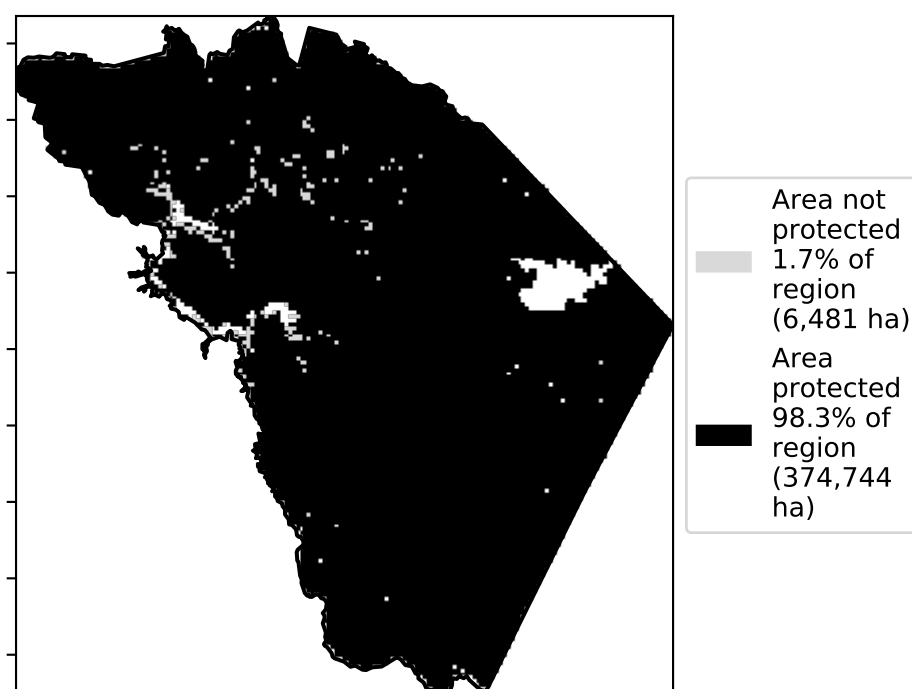 Area not
protected
1.7% of
region
(6,481 ha)
Area
protected
98.3% of
region
(374,744
ha)